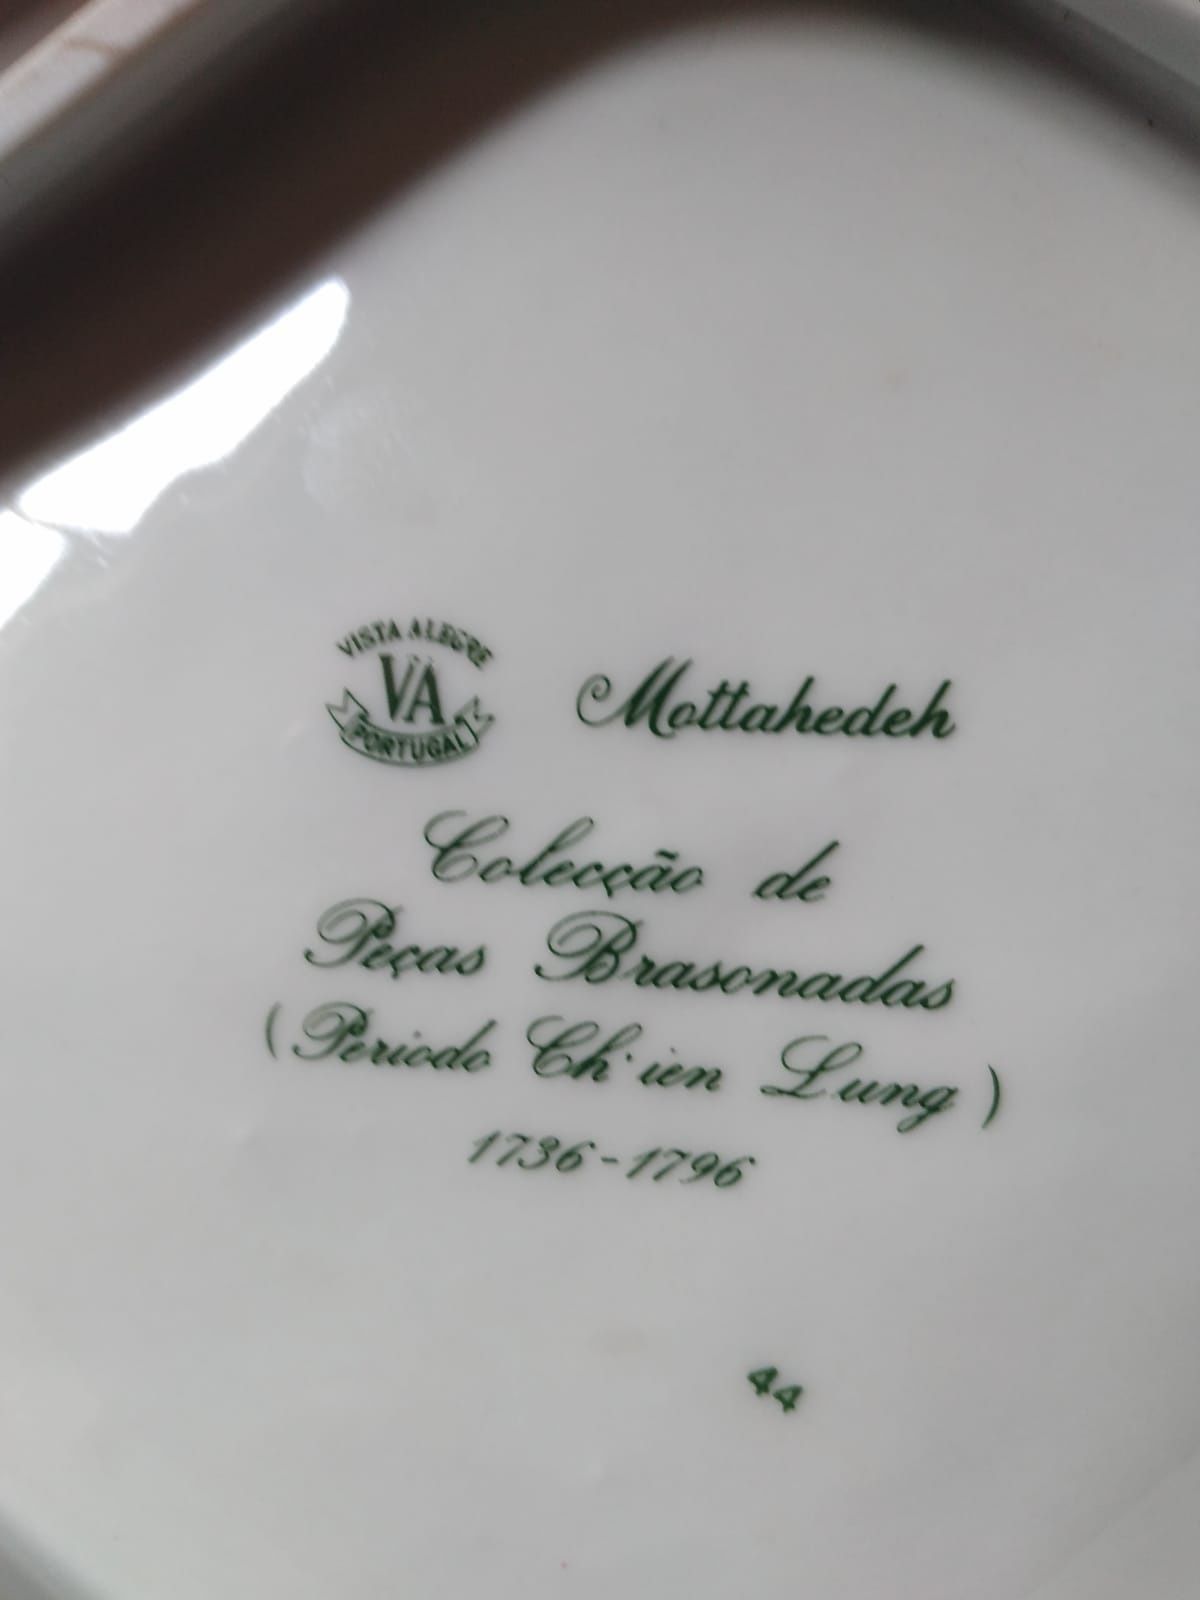 VISTA ALEGRE
VA
PORTUGAL
Mottahedeh
Colecção de
Peças Brasonadas
(Periodo Ch'ien Lung)
1736-1796
44